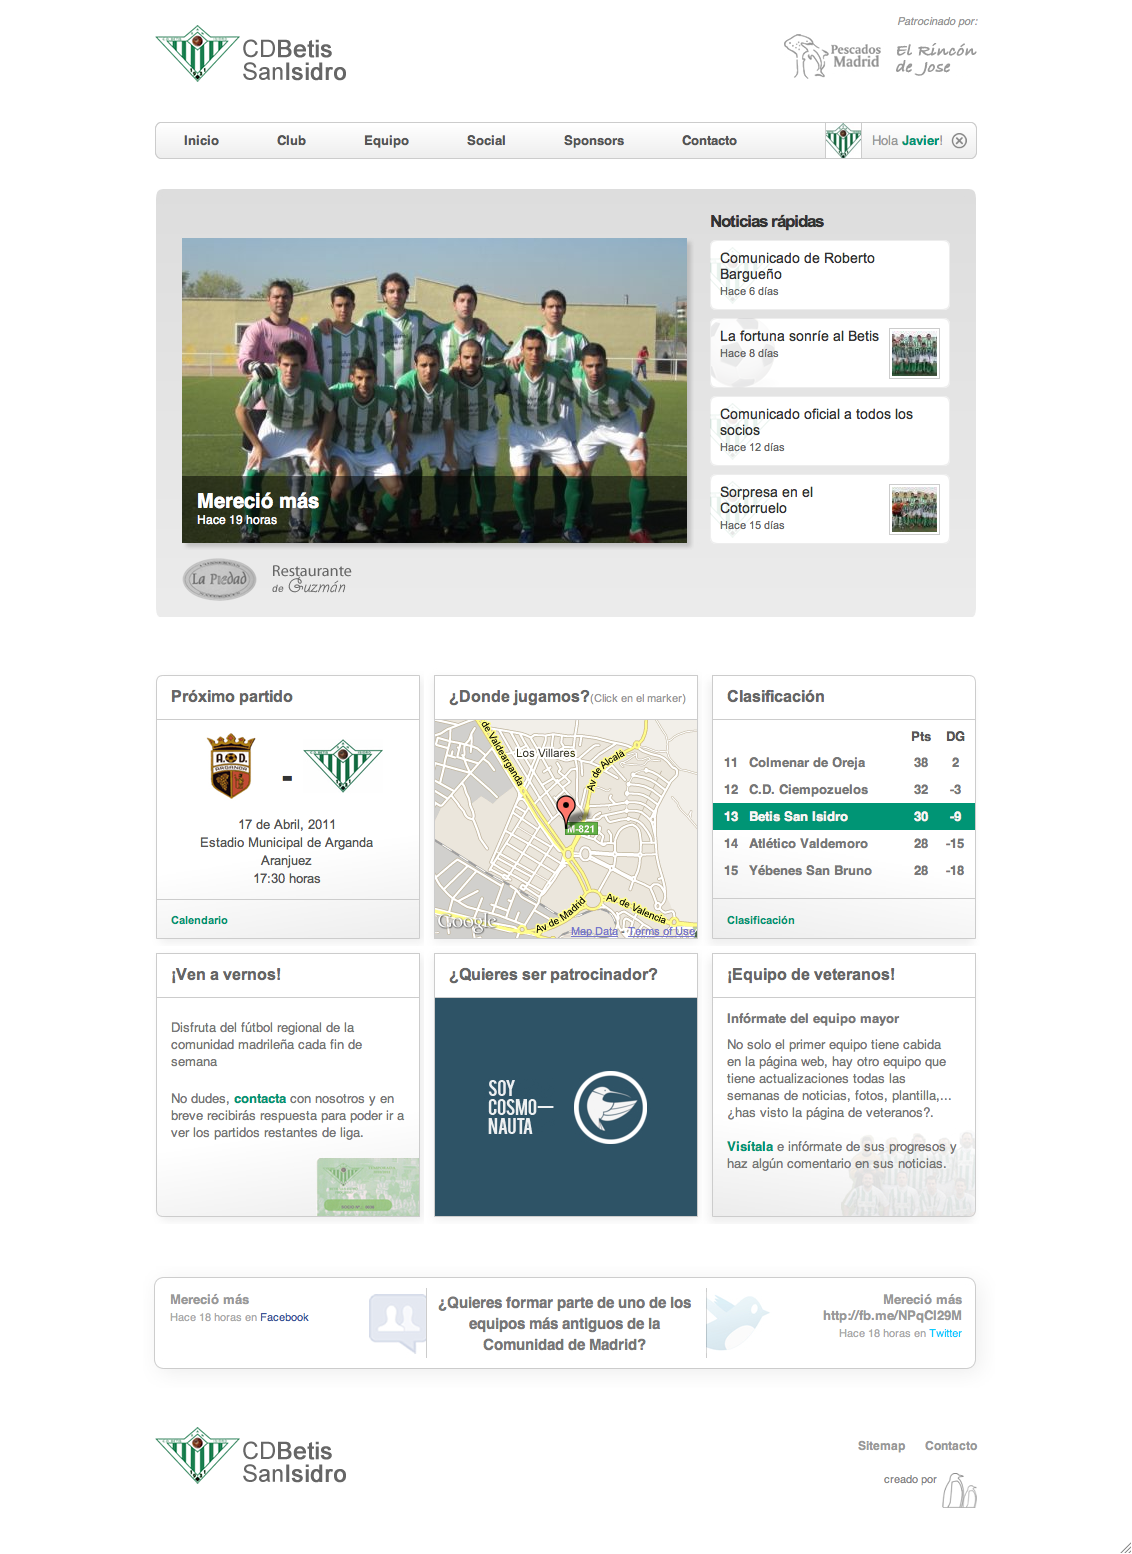 CDBetis
SanIsidro
Patrocinado por:
Pescados
Madrid
El Rincón
de Jose
Inicio
Club
Equipo
Social
Sponsors
Contacto
Hola Javier!
Mereció más
Hace 19 horas
La Piedad
Restaurante
de Guzmán
Noticias rápidas
Comunicado de Roberto
Bargueño
Hace 6 días
La fortuna sonríe al Betis
Hace 8 días
Comunicado oficial a todos los
socios
Hace 12 días
Sorpresa en el
Cotorruelo
Hace 15 días
Próximo partido
A.D.
-
17 de Abril, 2011
Estadio Municipal de Arganda
Aranjuez
17:30 horas
Calendario
¿Donde jugamos?(Click en el marker)
de Valdearganda
Los Villares
Av de Alcalá
M-821
Av de Madrid
Av de Valencia
Google
Map Data - Terms of Use
Clasificación
Pts DG
11 Colmenar de Oreja 38 2
12 C.D. Ciempozuelos 32 -3
13 Betis San Isidro 30 -9
14 Atlético Valdemoro 28 -15
15 Yébenes San Bruno 28 -18
Clasificación
¡Ven a vernos!
Disfruta del fútbol regional de la
comunidad madrileña cada fin de
semana
No dudes, contacta con nosotros y en
breve recibirás respuesta para poder ir a
ver los partidos restantes de liga.
¿Quieres ser patrocinador?
SOY
COSMO—
NAUTA
¡Equipo de veteranos!
Infórmate del equipo mayor
No solo el primer equipo tiene cabida
en la página web, hay otro equipo que
tiene actualizaciones todas las
semanas de noticias, fotos, plantilla,...
¿has visto la página de veteranos?.
Visítala e infórmate de sus progresos y
haz algún comentario en sus noticias.
Mereció más
Hace 18 horas en Facebook
¿Quieres formar parte de uno de los
equipos más antiguos de la
Comunidad de Madrid?
Mereció más
http://fb.me/NPqCl29M
Hace 18 horas en Twitter
CDBetis
SanIsidro
Sitemap
Contacto
creado por